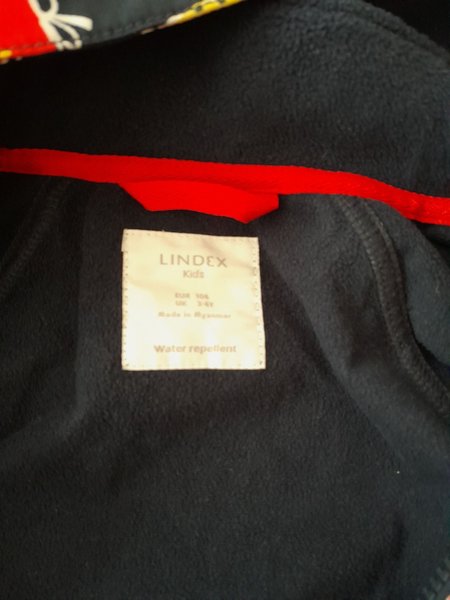 LINDEX
Kids
EUR 104
UK 3-4Y
Made in Myanmar
Water repellent